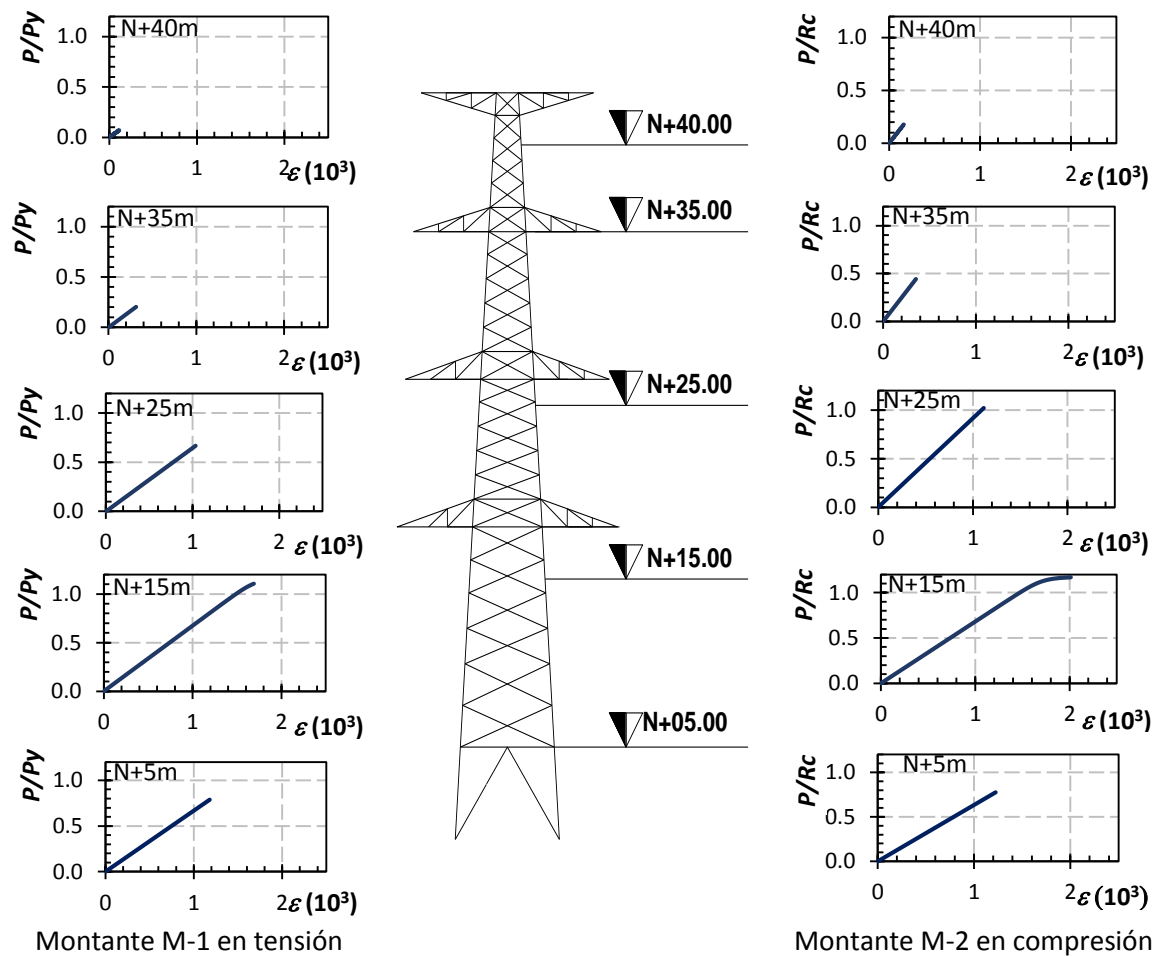 P/Py
1.0
0.5
0.0
N+40m
0
1
2
ε (10³)
P/Py
1.0
0.5
0.0
N+35m
0
1
2
ε (10³)
P/Py
1.0
0.5
0.0
N+25m
0
1
2
ε (10³)
P/Py
1.0
0.5
0.0
N+15m
0
1
2
ε (10³)
P/Py
1.0
0.5
0.0
N+5m
0
1
2
ε (10³)
Montante M-1 en tensión
N+40.00
N+35.00
N+25.00
N+15.00
N+05.00
P/Rc
1.0
0.5
0.0
N+40m
0
1
2
ε (10³)
P/Rc
1.0
0.5
0.0
N+35m
0
1
2
ε (10³)
P/Rc
1.0
0.5
0.0
N+25m
0
1
2
ε (10³)
P/Rc
1.0
0.5
0.0
N+15m
0
1
2
ε (10³)
P/Rc
1.0
0.5
0.0
N+5m
0
1
2
ε (10³)
Montante M-2 en compresión